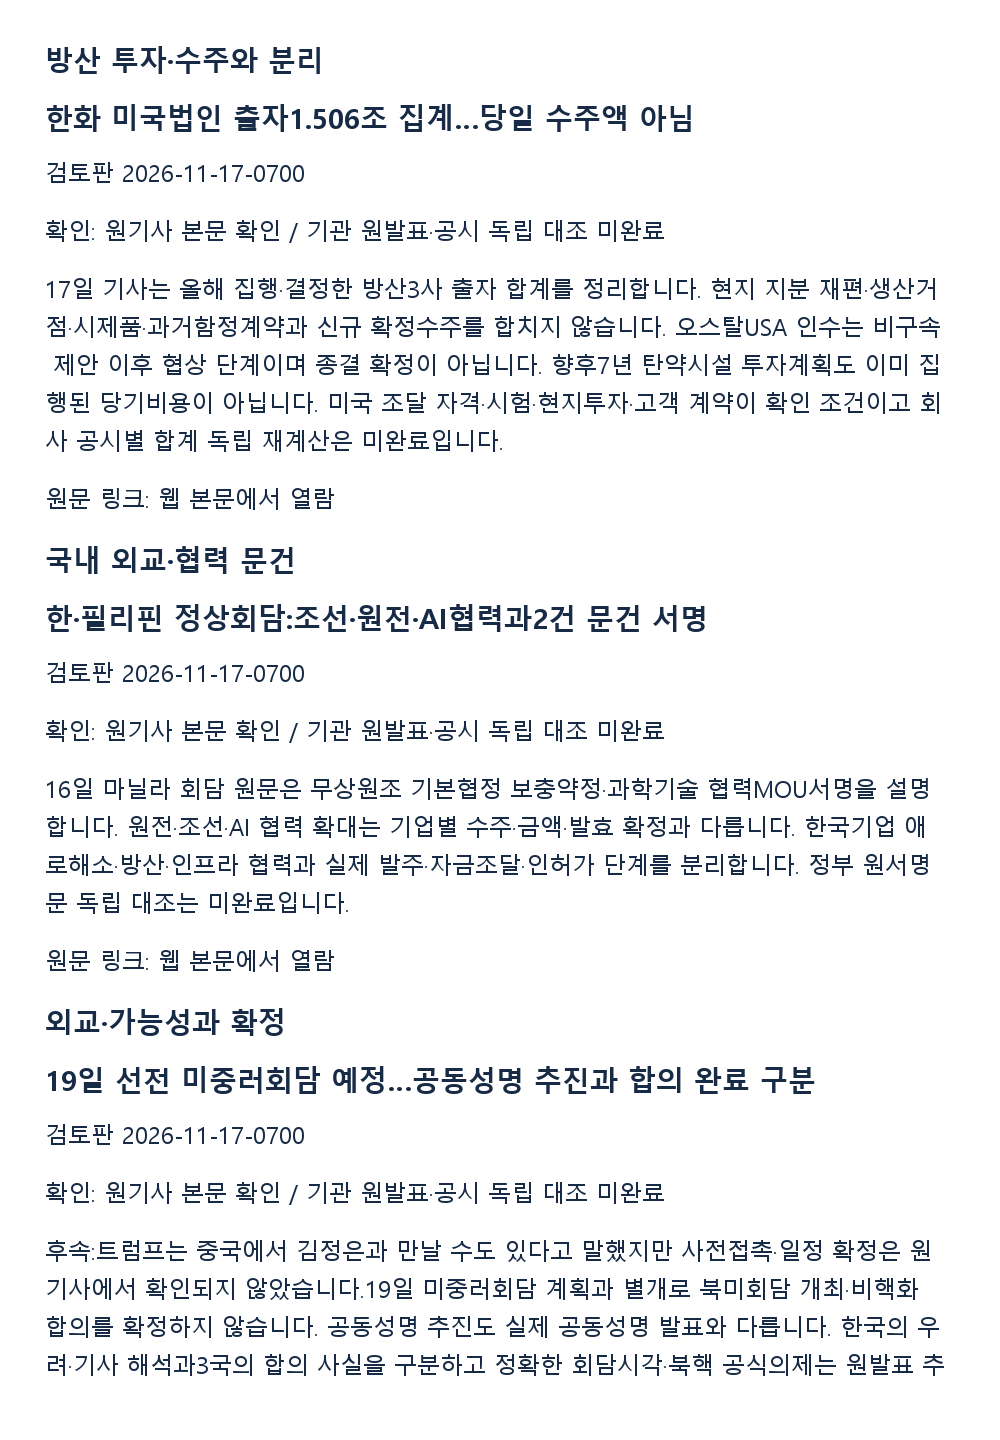 방산 투자·수주와 분리
한화 미국법인 출자1.506조 집계...당일 수주액 아님
검토판 2026-11-17-0700
확인: 원기사 본문 확인 / 기관 원발표·공시 독립 대조 미완료
17일 기사는 올해 집행·결정한 방산3사 출자 합계를 정리합니다. 현지 지분 재편·생산거
점·시제품·과거함정계약과 신규 확정수주를 합치지 않습니다. 오스탈USA 인수는 비구속
제안 이후 협상 단계이며 종결 확정이 아닙니다. 향후7년 탄약시설 투자계획도 이미 집
행된 당기비용이 아닙니다. 미국 조달 자격·시험·현지투자·고객 계약이 확인 조건이고 회
사 공시별 합계 독립 재계산은 미완료입니다.
원문 링크: 웹 본문에서 열람
국내 외교·협력 문건
한·필리핀 정상회담:조선·원전·AI협력과2건 문건 서명
검토판 2026-11-17-0700
확인: 원기사 본문 확인 / 기관 원발표·공시 독립 대조 미완료
16일 마닐라 회담 원문은 무상원조 기본협정 보충약정·과학기술 협력MOU서명을 설명
합니다. 원전·조선·AI 협력 확대는 기업별 수주·금액·발효 확정과 다릅니다. 한국기업 애
로해소·방산·인프라 협력과 실제 발주·자금조달·인허가 단계를 분리합니다. 정부 원서명
문 독립 대조는 미완료입니다.
원문 링크: 웹 본문에서 열람
외교·가능성과 확정
19일 선전 미중러회담 예정...공동성명 추진과 합의 완료 구분
검토판 2026-11-17-0700
확인: 원기사 본문 확인 / 기관 원발표·공시 독립 대조 미완료
후속:트럼프는 중국에서 김정은과 만날 수도 있다고 말했지만 사전접촉·일정 확정은 원
기사에서 확인되지 않았습니다.19일 미중러회담 계획과 별개로 북미회담 개최·비핵화
합의를 확정하지 않습니다. 공동성명 추진도 실제 공동성명 발표와 다릅니다. 한국의 우
려·기사 해석과3국의 합의 사실을 구분하고 정확한 회담시각·북핵 공식의제는 원발표 추